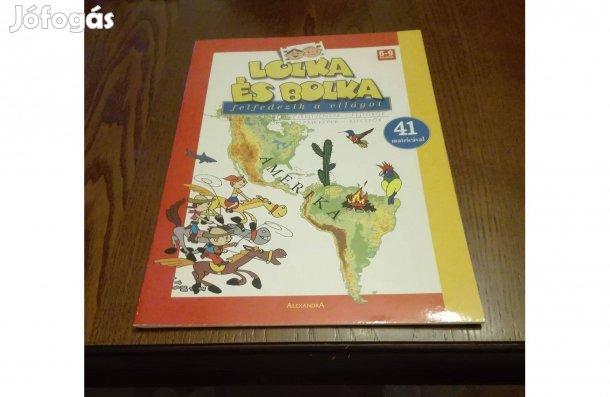 Jófogás
LOLKA
ÉS BOLKA
felfedezik a világot
6-9
41
matricával
AMERIKA
ALEXANDRA